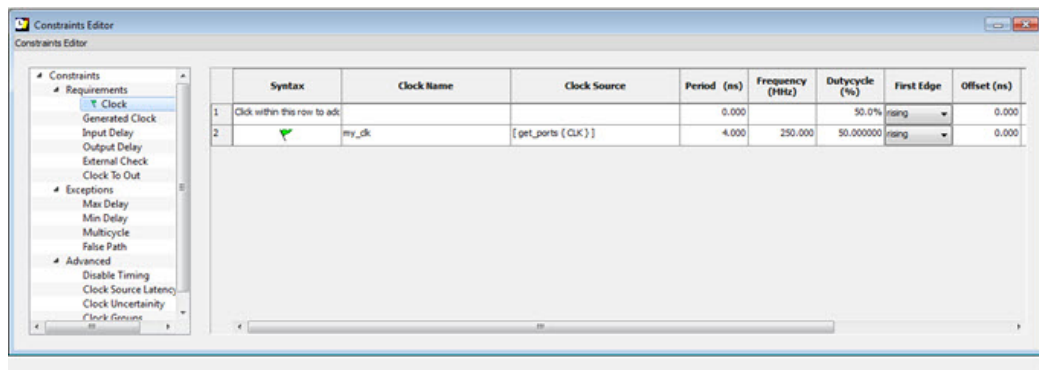 Constraints Editor
Constraints Editor
Constraints
Requirements
Clock
Generated Clock
Input Delay
Output Delay
External Check
Clock To Out
Exceptions
Max Delay
Min Delay
Multicycle
False Path
Advanced
Disable Timing
Clock Source Latency
Clock Uncertainity
Clock Groups
Syntax Clock Name Clock Source Period (ns) Frequency (MHz) Dutycycle (%) First Edge Offset (ns)
1 Click within this row to add 0.000 50.0% rising 0.000
2 my_clk [ get_ports { CLK } ] 4.000 250.000 50.000000 rising 0.000